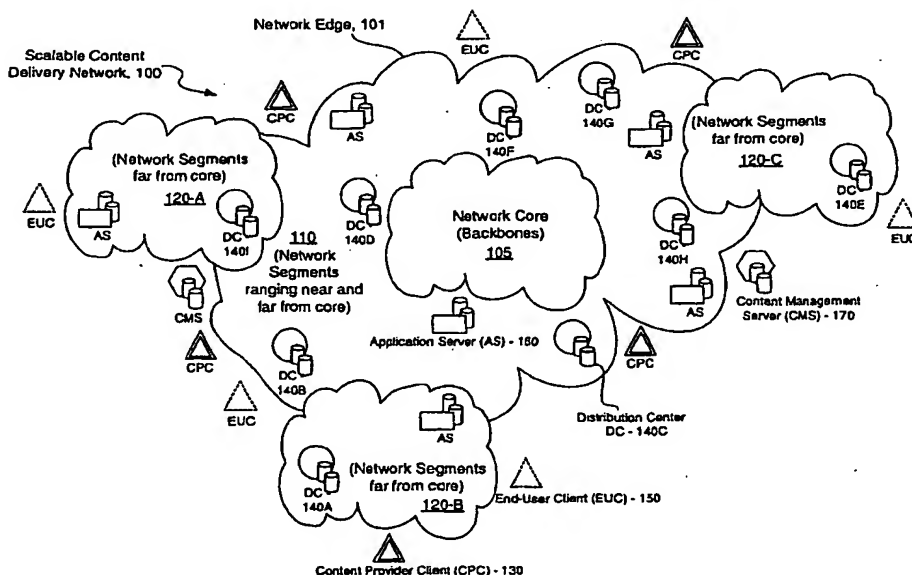 Network Edge, 101
EUC
CPC
Scalable Content
Delivery Network, 100
CPC
AS
DC
140F
DC
140G
AS
(Network Segments
far from core)
120-C
DC
140E
EUC
(Network Segments
far from core)
120-A
EUC
AS
DC
140I
DC
140D
110
(Network
Segments
ranging near and
far from core)
Network Core
(Backbones)
105
DC
140H
AS
Content Management
Server (CMS) - 170
CMS
CPC
EUC
DC
140B
Application Server (AS) - 160
CPC
Distribution Center
DC - 140C
AS
DC
140A
(Network Segments
far from core)
120-B
End-User Client (EUC) - 150
Content Provider Client (CPC) - 130